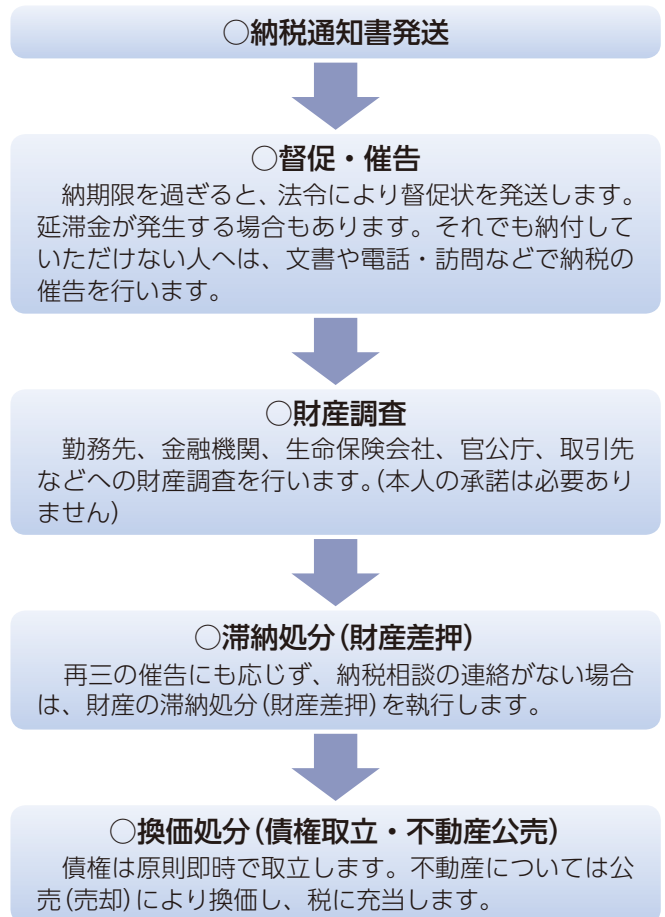 ○納税通知書発送
○督促・催告
納期限を過ぎると、法令により督促状を発送します。
延滞金が発生する場合もあります。それでも納付して
いただけない人へは、文書や電話・訪問などで納税の
催告を行います。
○財産調査
勤務先、金融機関、生命保険会社、官公庁、取引先
などへの財産調査を行います。(本人の承諾は必要あり
ません)
○滞納処分(財産差押)
再三の催告にも応じず、納税相談の連絡がない場合
は、財産の滞納処分(財産差押)を執行します。
○換価処分(債権取立・不動産公売)
債権は原則即時で取立します。不動産については公
売(売却)により換価し、税に充当します。